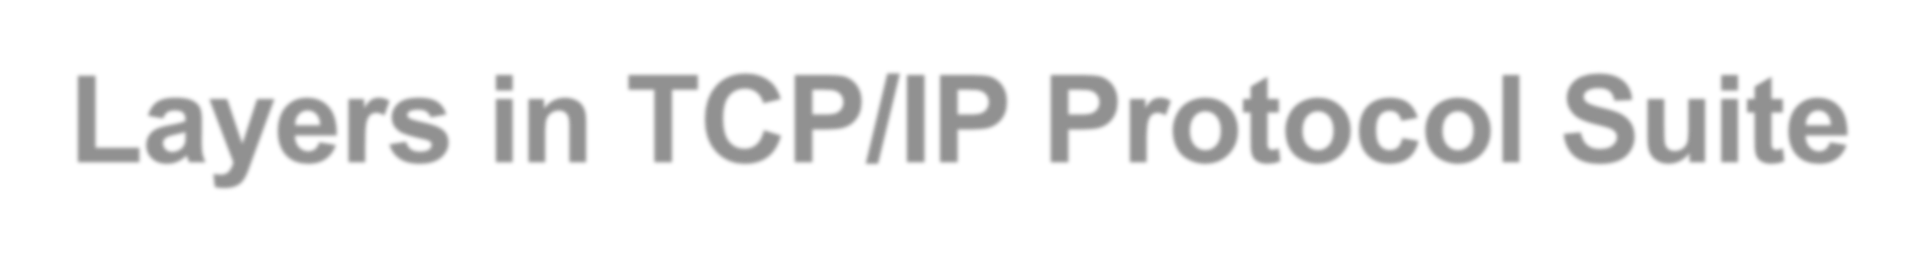 Layers in TCP/IP Protocol Suite